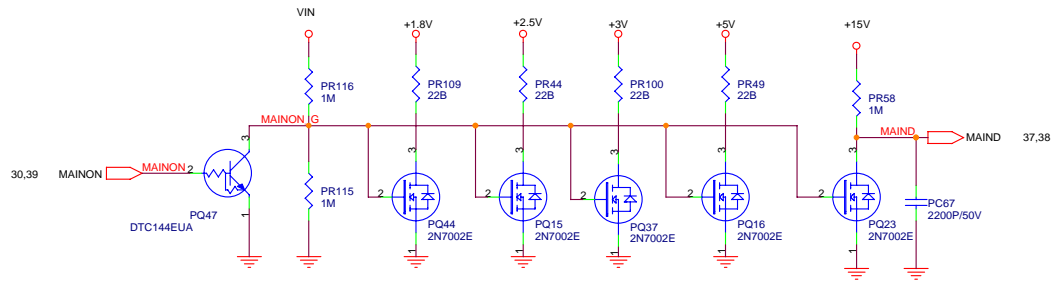 VIN
+1.8V
+2.5V
+3V
+5V
+15V
PR116
1M
PR109
22B
PR44
22B
PR100
22B
PR49
22B
PR58
1M
MAINON_G
MAIND
MAIND
37,38
30,39
MAINON
MAINON
2
3
1
PQ47
DTC144EUA
PR115
1M
2
3
1
PQ44
2N7002E
2
3
1
PQ15
2N7002E
2
3
1
PQ37
2N7002E
2
3
1
PQ16
2N7002E
2
3
1
PQ23
2N7002E
PC67
2200P/50V